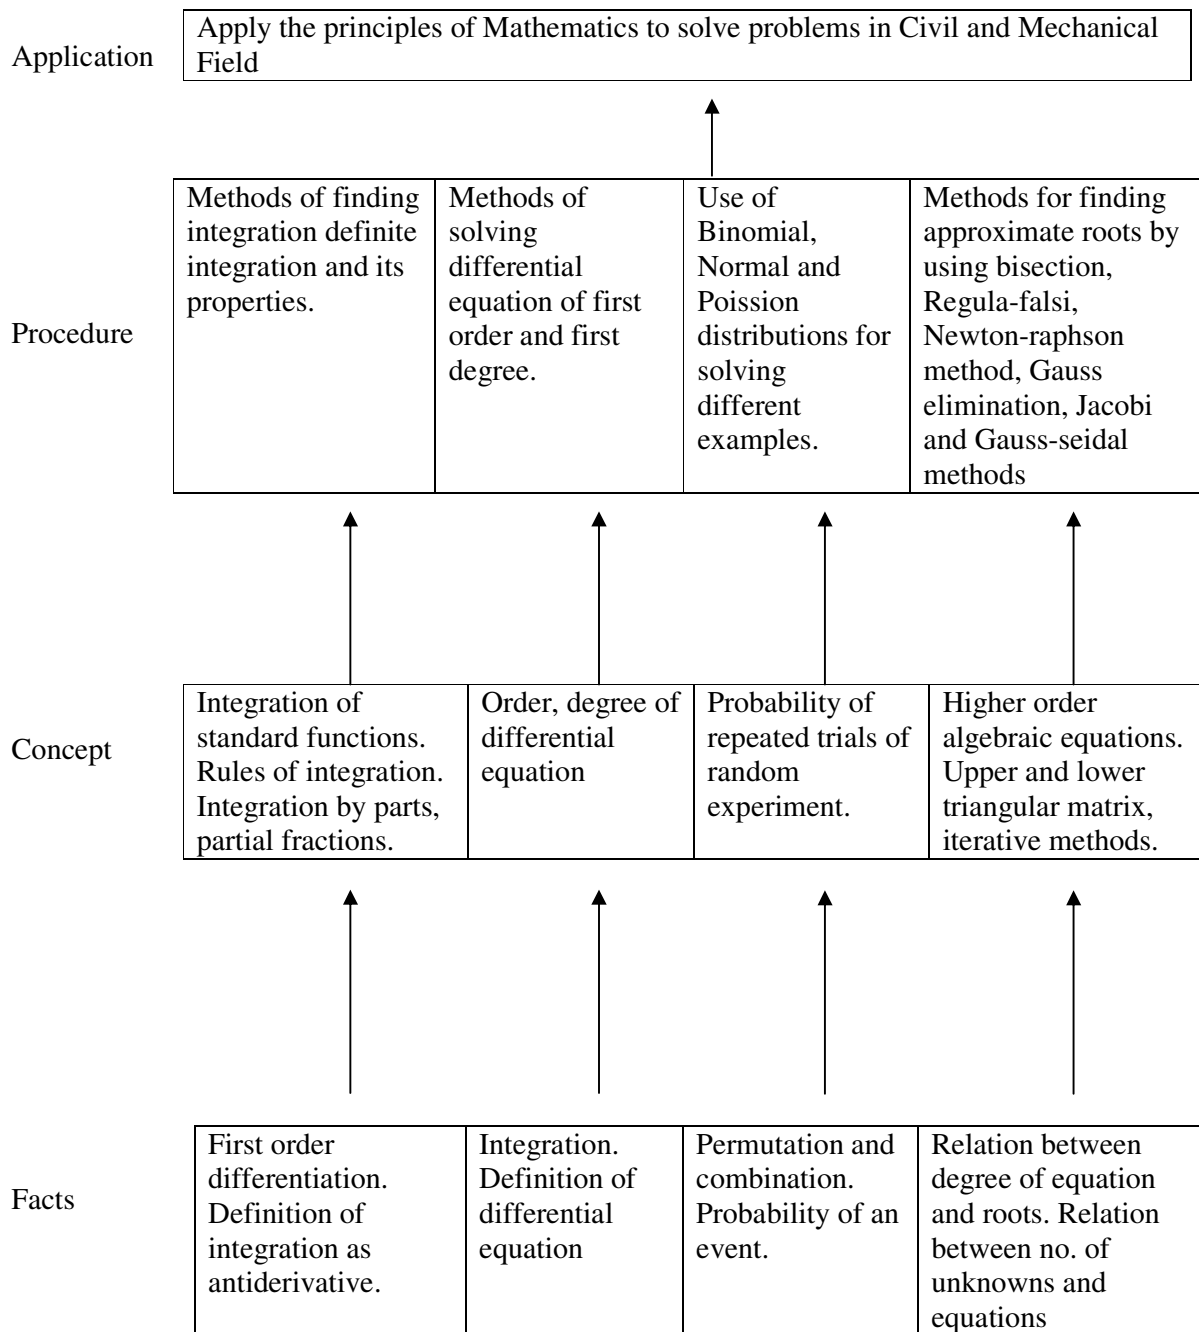 Application
Apply the principles of Mathematics to solve problems in Civil and Mechanical
Field
Procedure
Methods of finding
integration definite
integration and its
properties.
Methods of
solving
differential
equation of first
order and first
degree.
Use of
Binomial,
Normal and
Poission
distributions for
solving
different
examples.
Methods for finding
approximate roots by
using bisection,
Regula-falsi,
Newton-raphson
method, Gauss
elimination, Jacobi
and Gauss-seidal
methods
Concept
Integration of
standard functions.
Rules of integration.
Integration by parts,
partial fractions.
Order, degree of
differential
equation
Probability of
repeated trials of
random
experiment.
Higher order
algebraic equations.
Upper and lower
triangular matrix,
iterative methods.
Facts
First order
differentiation.
Definition of
integration as
antiderivative.
Integration.
Definition of
differential
equation
Permutation and
combination.
Probability of an
event.
Relation between
degree of equation
and roots. Relation
between no. of
unknowns and
equations